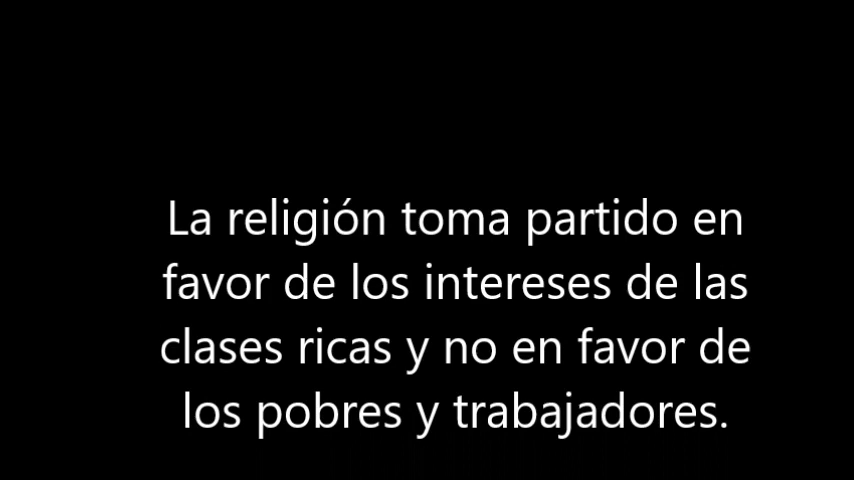 La religión toma partido en
favor de los intereses de las
clases ricas y no en favor de
los pobres y trabajadores.